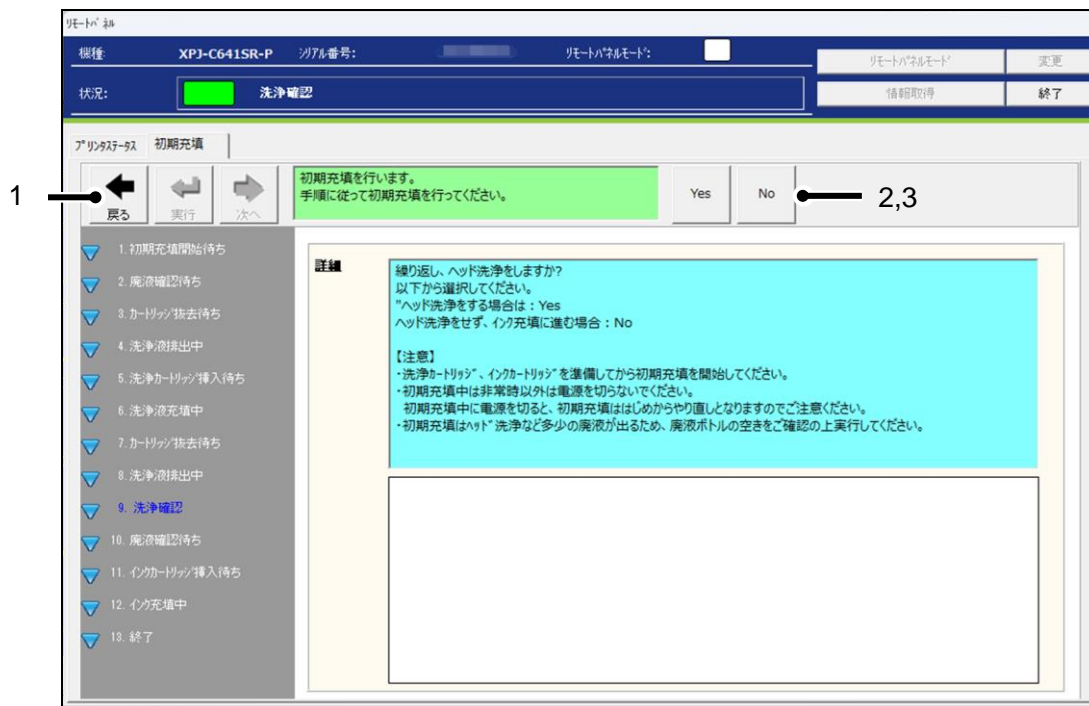 リモートパネル
機種: XPJ-C641SR-P シリアル番号: リモートパネルモード:
リモートパネルモード 変更
状況: 洗浄確認
情報取得 終了
プリンタステータス 初期充填
1
戻る 実行 次へ
初期充填を行います。
手順に従って初期充填を行ってください。
Yes No
2,3
1. 初期充填開始待ち
2. 廃液確認待ち
3. カートリッジ抜去待ち
4. 洗浄液排出中
5. 洗浄カートリッジ挿入待ち
6. 洗浄液充填中
7. カートリッジ抜去待ち
8. 洗浄液排出中
9. 洗浄確認
10. 廃液確認待ち
11. インクカートリッジ挿入待ち
12. インク充填中
13. 終了
詳細
繰り返し、ヘッド洗浄をしますか?
以下から選択してください。
"ヘッド洗浄をする場合は：Yes
ヘッド洗浄をせず、インク充填に進む場合：No
【注意】
・洗浄カートリッジ、インクカートリッジを準備してから初期充填を開始してください。
・初期充填中は非常時以外は電源を切らないでください。
初期充填中に電源を切ると、初期充填ははじめからやり直しとなりますのでご注意ください。
・初期充填はヘッド洗浄など多少の廃液が出るため、廃液ボトルの空きをご確認の上実行してください。